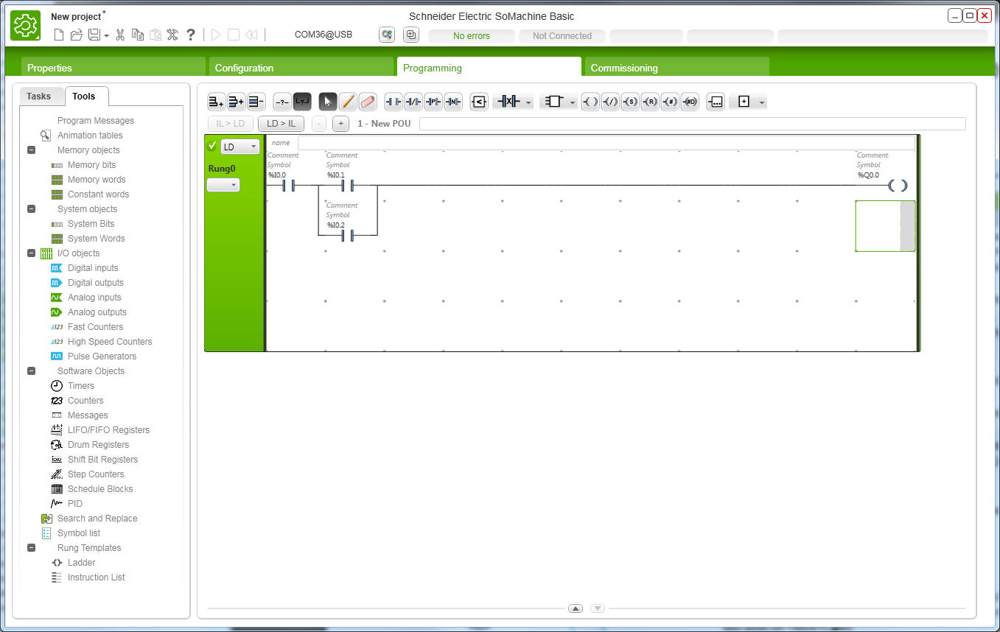 New project*
Schneider Electric SoMachine Basic
COM36@USB
No errors
Not Connected
Properties
Configuration
Programming
Commissioning
Tasks
Tools
Program Messages
Animation tables
Memory objects
Memory bits
Memory words
Constant words
System objects
System Bits
System Words
I/O objects
Digital inputs
Digital outputs
Analog inputs
Analog outputs
123 Fast Counters
123 High Speed Counters
Pulse Generators
Software Objects
Timers
123 Counters
Messages
LIFO/FIFO Registers
Drum Registers
Shift Bit Registers
Step Counters
Schedule Blocks
PID
Search and Replace
Symbol list
Rung Templates
Ladder
Instruction List
IL > LD
LD > IL
-
+
1 - New POU
LD
name
Rung0
Comment
Symbol
%I0.0
Comment
Symbol
%I0.1
Comment
Symbol
%Q0.0
Comment
Symbol
%I0.2